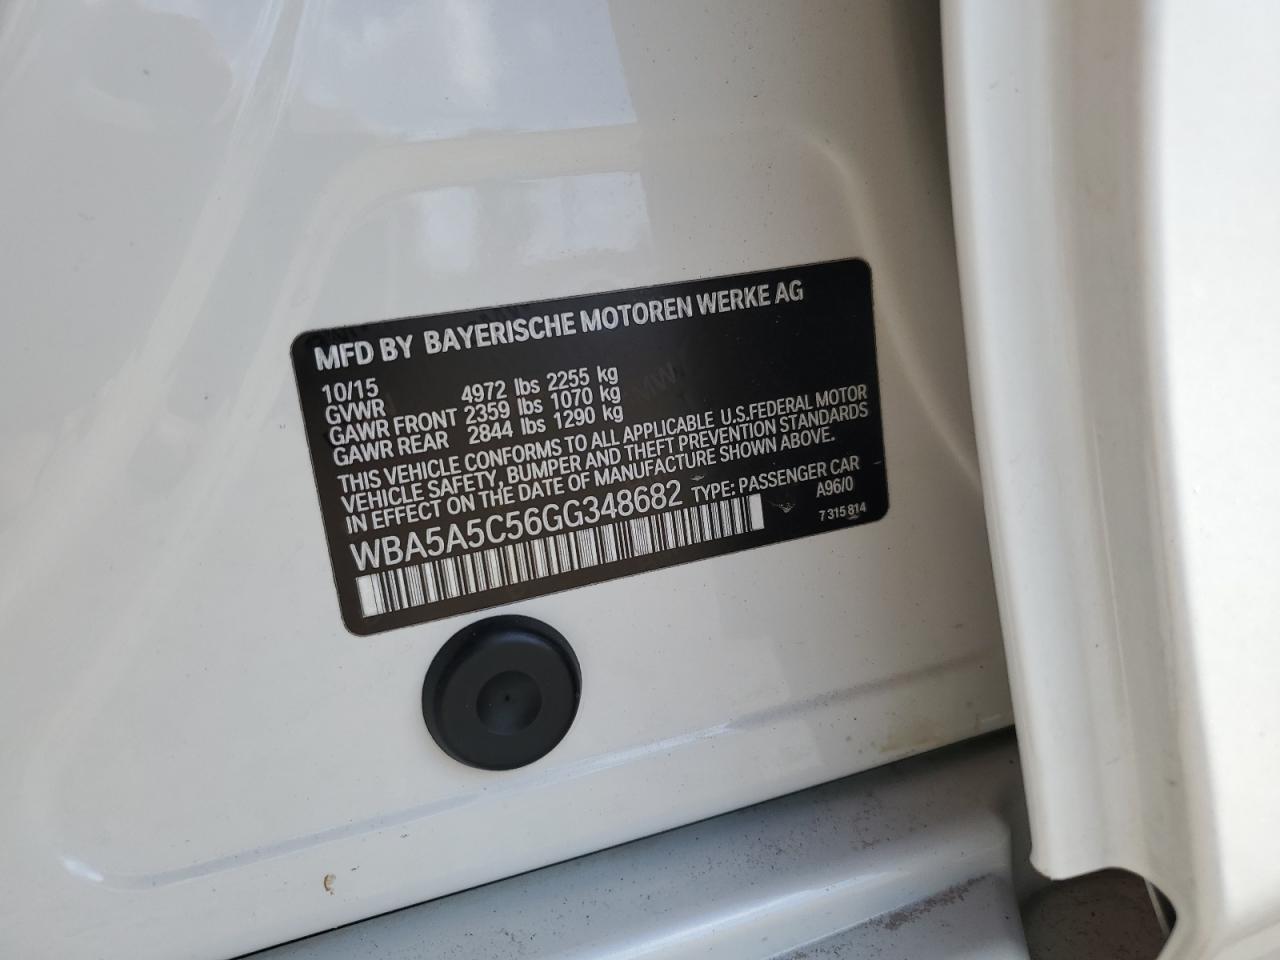 MFD BY BAYERISCHE MOTOREN WERKE AG
10/15
GVWR 4972 lbs 2255 kg
GAWR FRONT 2359 lbs 1070 kg
GAWR REAR 2844 lbs 1290 kg
THIS VEHICLE CONFORMS TO ALL APPLICABLE U.S.FEDERAL MOTOR
VEHICLE SAFETY, BUMPER AND THEFT PREVENTION STANDARDS
IN EFFECT ON THE DATE OF MANUFACTURE SHOWN ABOVE.
WBA5A5C56GG348682 TYPE: PASSENGER CAR
A96/0
7 315 814